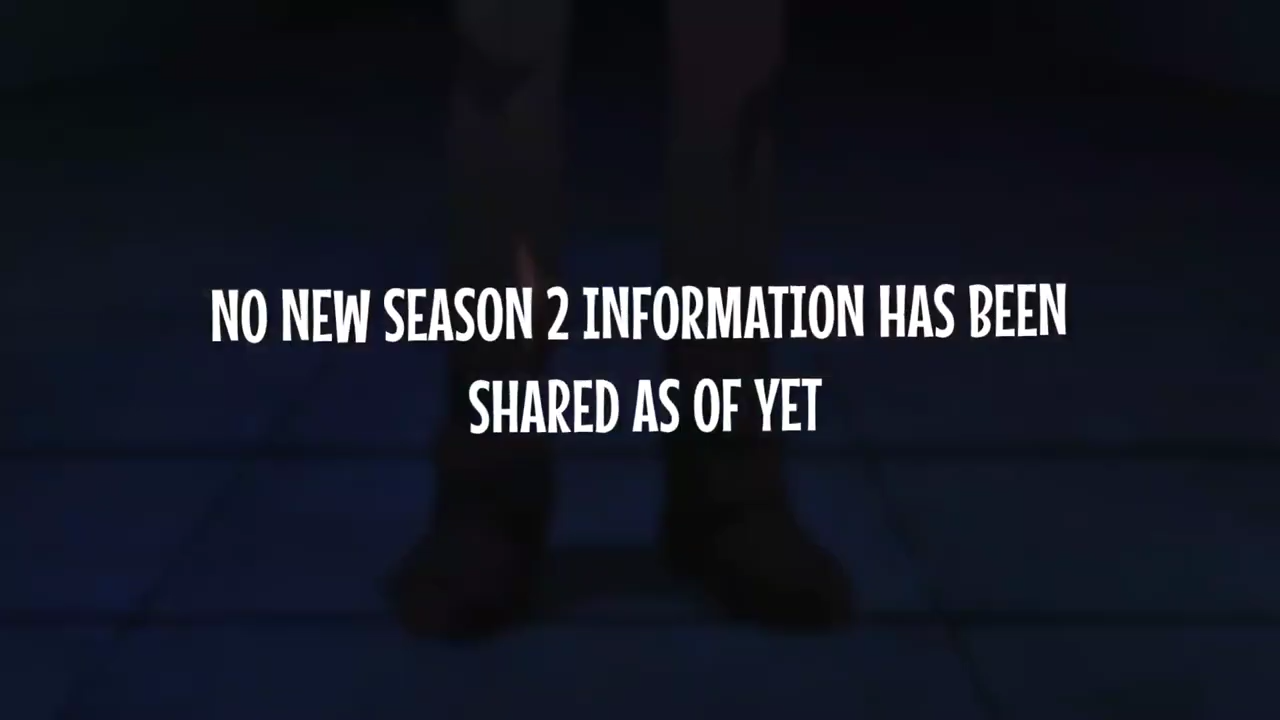 NO NEW SEASON 2 INFORMATION HAS BEEN
SHARED AS OF YET